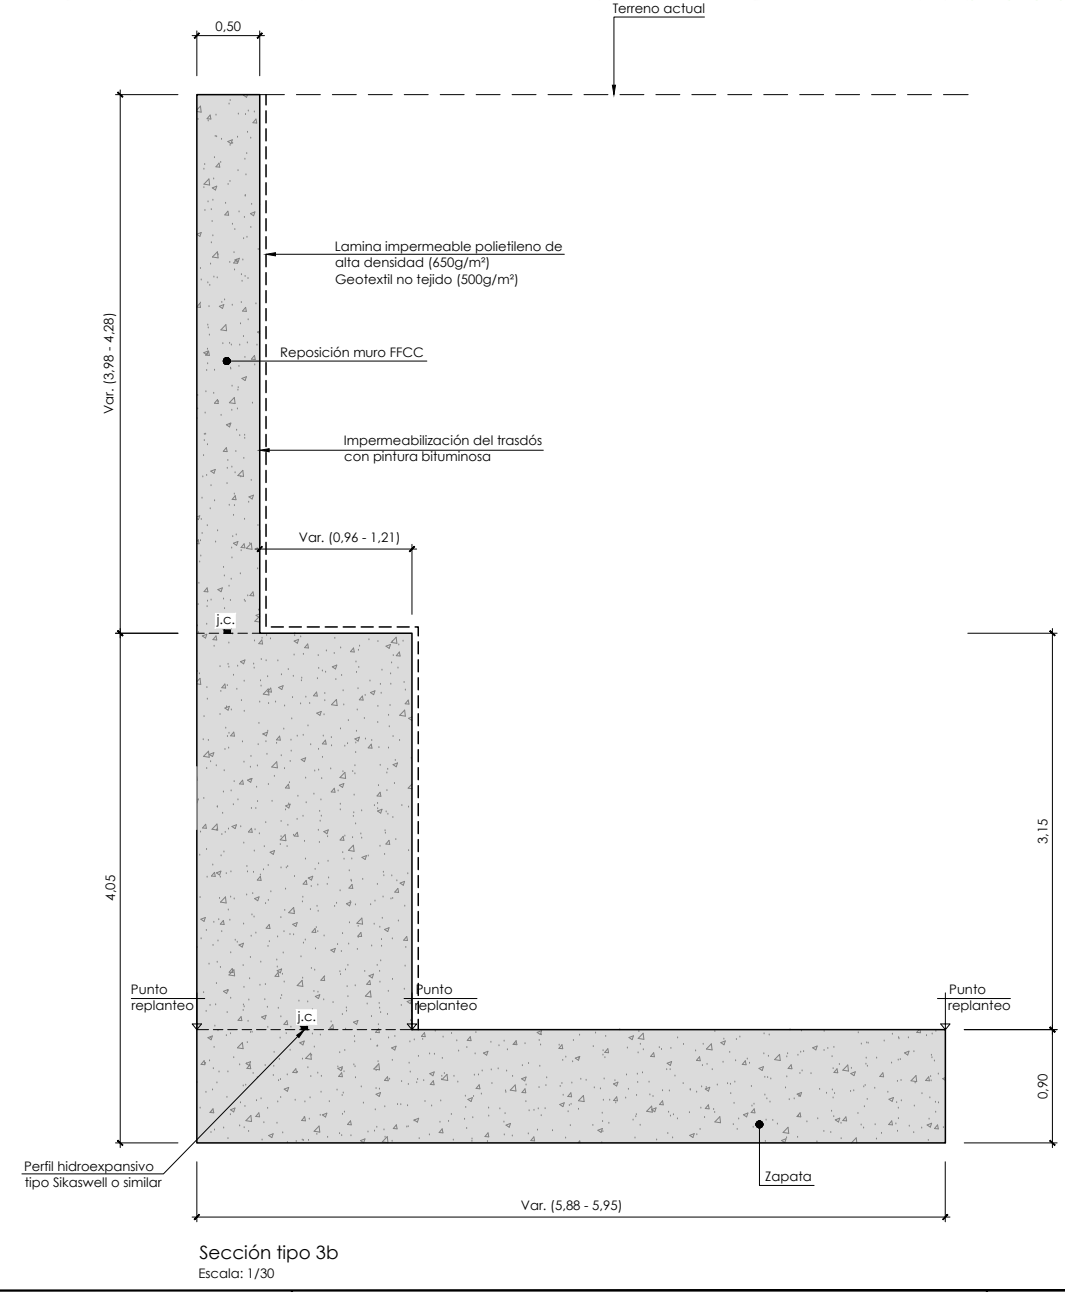 Terreno actual
0,50
Lamina impermeable polietileno de
alta densidad (650g/m²)
Geotextil no tejido (500g/m²)
Var. (3,98 - 4,28)
Reposición muro FFCC
Impermeabilización del trasdós
con pintura bituminosa
Var. (0,96 - 1,21)
j.c.
3,15
4,05
Punto
replanteo
Punto
replanteo
Punto
replanteo
j.c.
0,90
Perfil hidroexpansivo
tipo Sikaswell o similar
Zapata
Var. (5,88 - 5,95)
Sección tipo 3b
Escala: 1/30